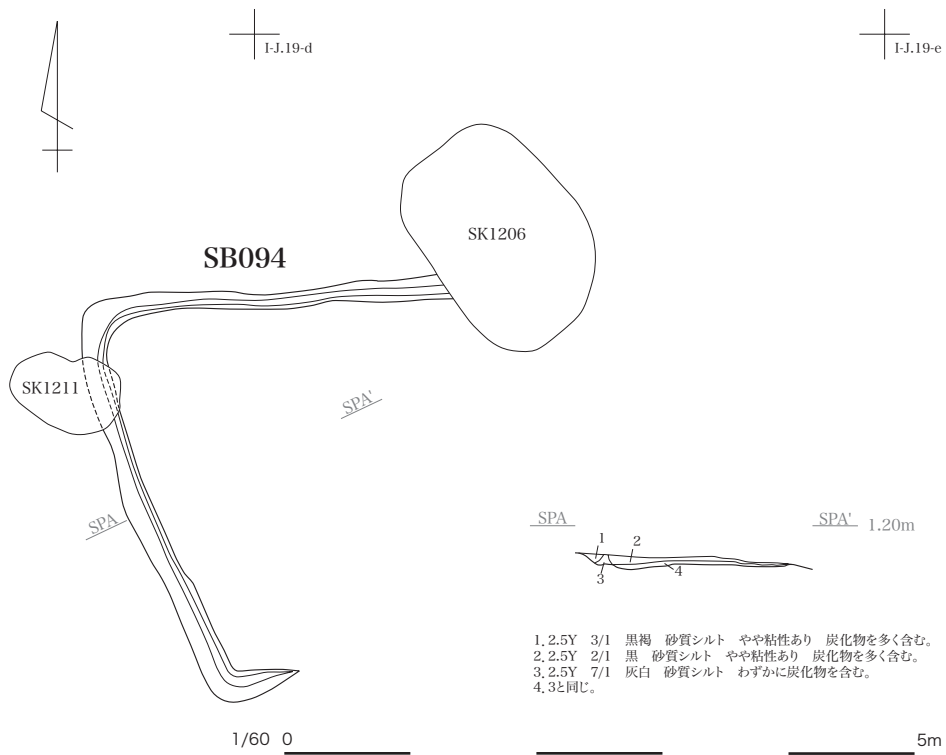 I-J.19-d
I-J.19-e
SK1206
SB094
SK1211
SPA'
SPA
SPA
SPA' 1.20m
1
2
3
4
1. 2.5Y 3/1 黒褐 砂質シルト やや粘性あり 炭化物を多く含む。
2. 2.5Y 2/1 黒 砂質シルト やや粘性あり 炭化物を多く含む。
3. 2.5Y 7/1 灰白 砂質シルト わずかに炭化物を含む。
4. 3と同じ。
1/60 0 5m